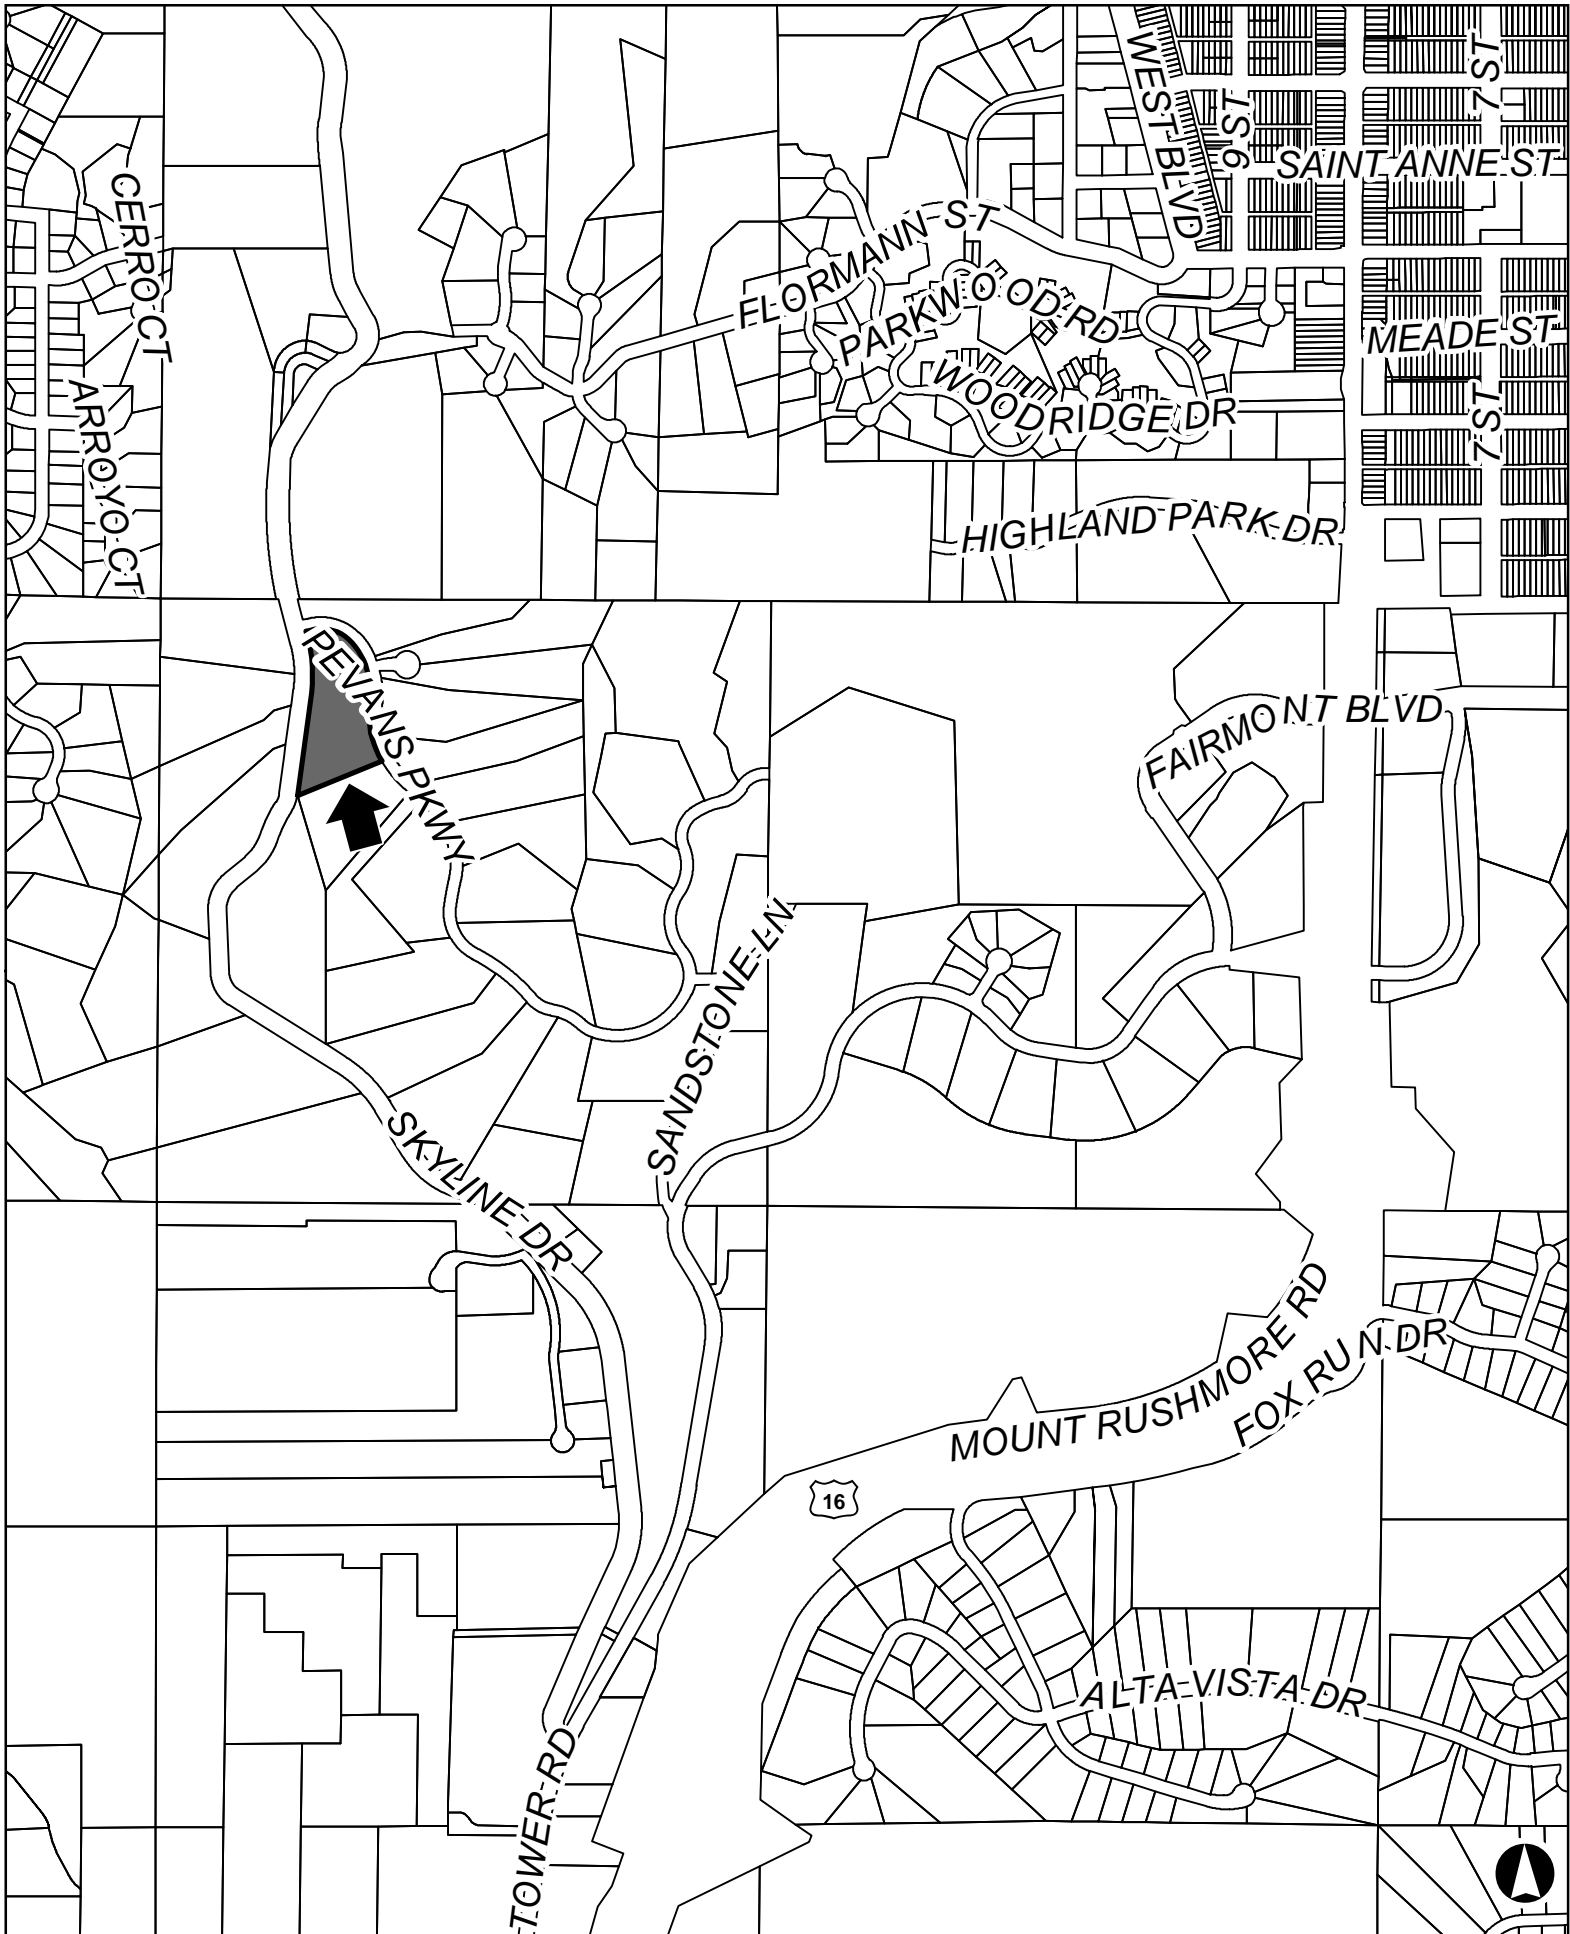 WEST BLVD
9 ST
7 ST
SAINT ANNE ST
CERRO CT
FLORMANN ST
PARKWOOD RD
MEADE ST
ARROYO CT
WOODRIDGE DR
7 ST
HIGHLAND PARK DR
PEVANS PKWY
FAIRMONT BLVD
SANDSTONE LN
SKYLINE DR
MOUNT RUSHMORE RD
FOX RUN DR
16
ALTA VISTA DR
TOWER RD